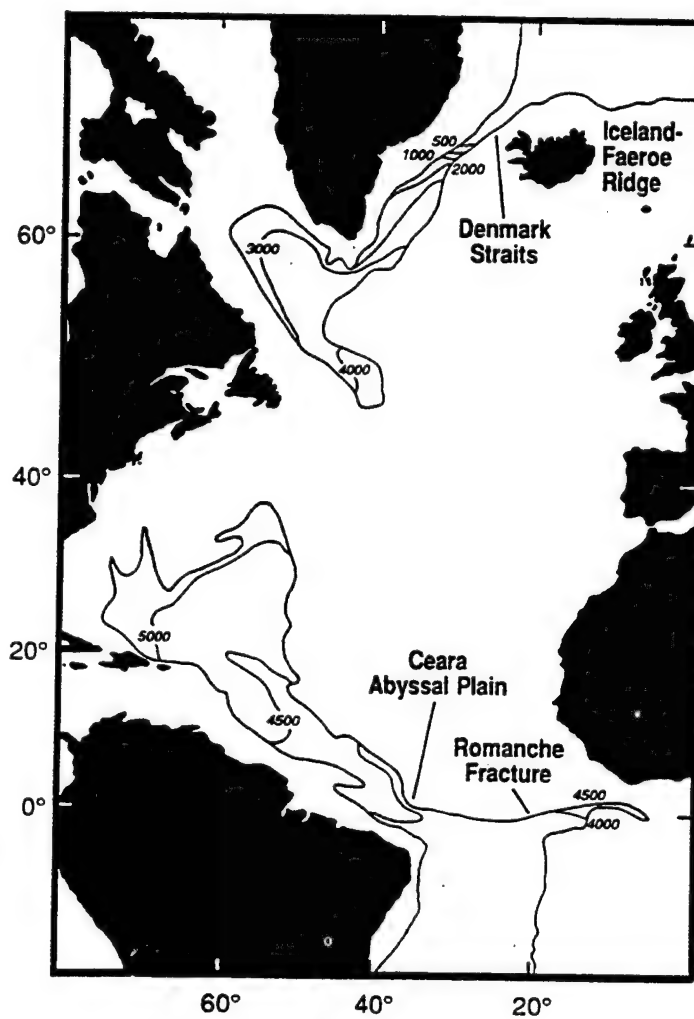 500
1000
2000
Iceland-
Faeroe
Ridge
Denmark
Straits
60°
3000
4000
40°
5000
20°
4500
Ceara
Abyssal Plain
Romanche
Fracture
4500
4000
0°
60°
40°
20°